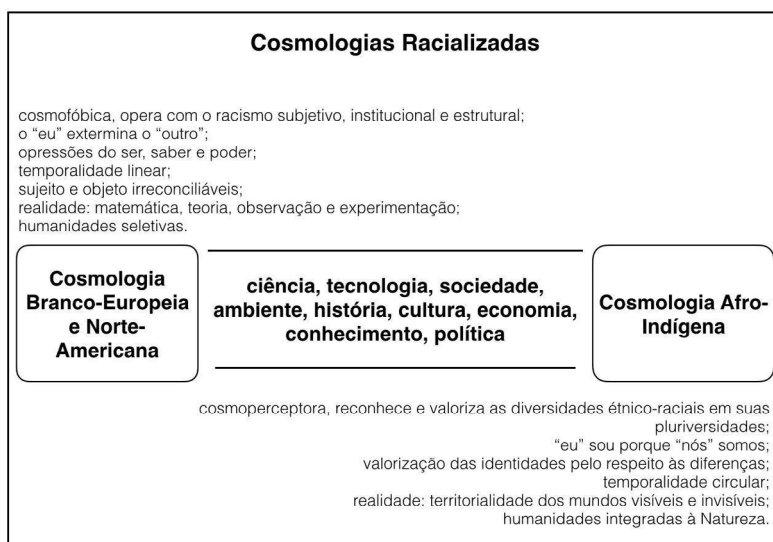 Cosmologias Racializadas
cosmofóbica, opera com o racismo subjetivo, institucional e estrutural;
o “eu” extermina o “outro”;
opressões do ser, saber e poder;
temporalidade linear;
sujeito e objeto irreconciliáveis;
realidade: matemática, teoria, observação e experimentação;
humanidades seletivas.
Cosmologia
Branco-Europeia
e Norte-
Americana
ciência, tecnologia, sociedade,
ambiente, história, cultura, economia,
conhecimento, política
Cosmologia Afro-
Indígena
cosmoperceptora, reconhece e valoriza as diversidades étnico-raciais em suas
pluriversidades;
“eu” sou porque “nós” somos;
valorização das identidades pelo respeito às diferenças;
temporalidade circular;
realidade: territorialidade dos mundos visíveis e invisíveis;
humanidades integradas à Natureza.